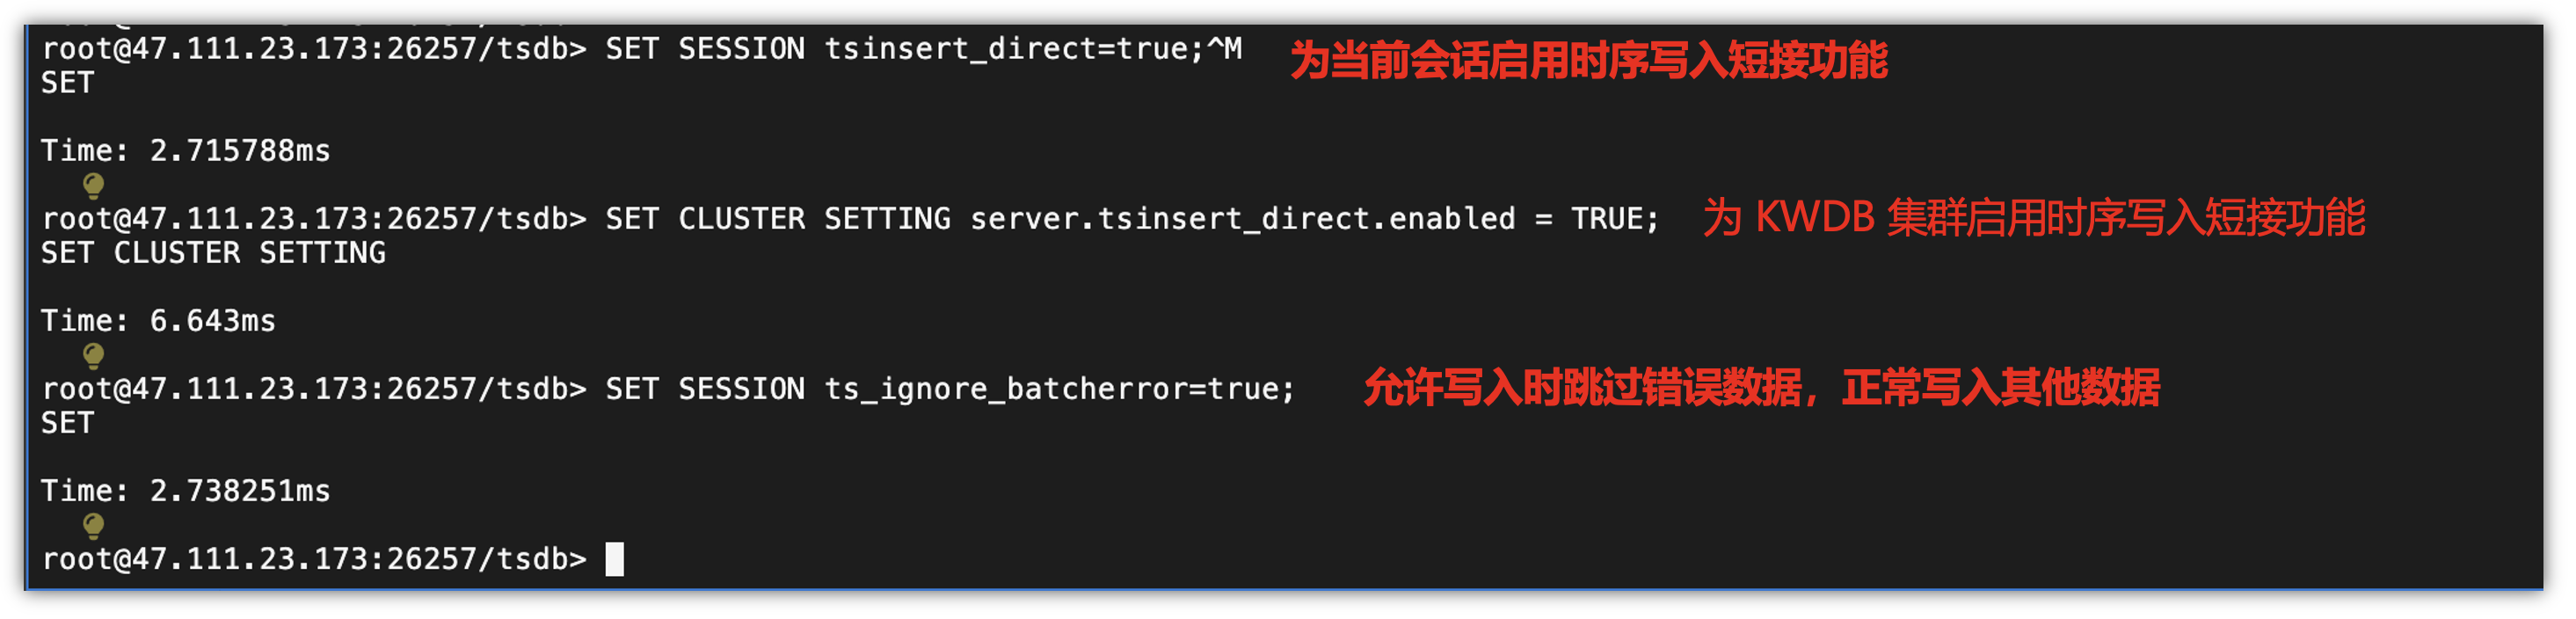 root@47.111.23.173:26257/tsdb> SET SESSION tsinsert_direct=true;^M 为当前会话启用时序写入短接功能
SET
Time: 2.715788ms
root@47.111.23.173:26257/tsdb> SET CLUSTER SETTING server.tsinsert_direct.enabled = TRUE; 为 KWDB 集群启用时序写入短接功能
SET CLUSTER SETTING
Time: 6.643ms
root@47.111.23.173:26257/tsdb> SET SESSION ts_ignore_batcherror=true; 允许写入时跳过错误数据，正常写入其他数据
SET
Time: 2.738251ms
root@47.111.23.173:26257/tsdb>